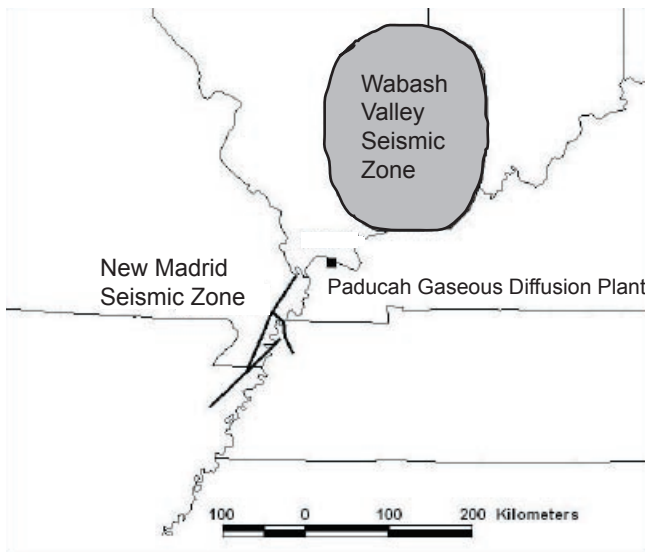 Wabash
Valley
Seismic
Zone
New Madrid
Seismic Zone
Paducah Gaseous Diffusion Plant
100 0 100 200 Kilometers